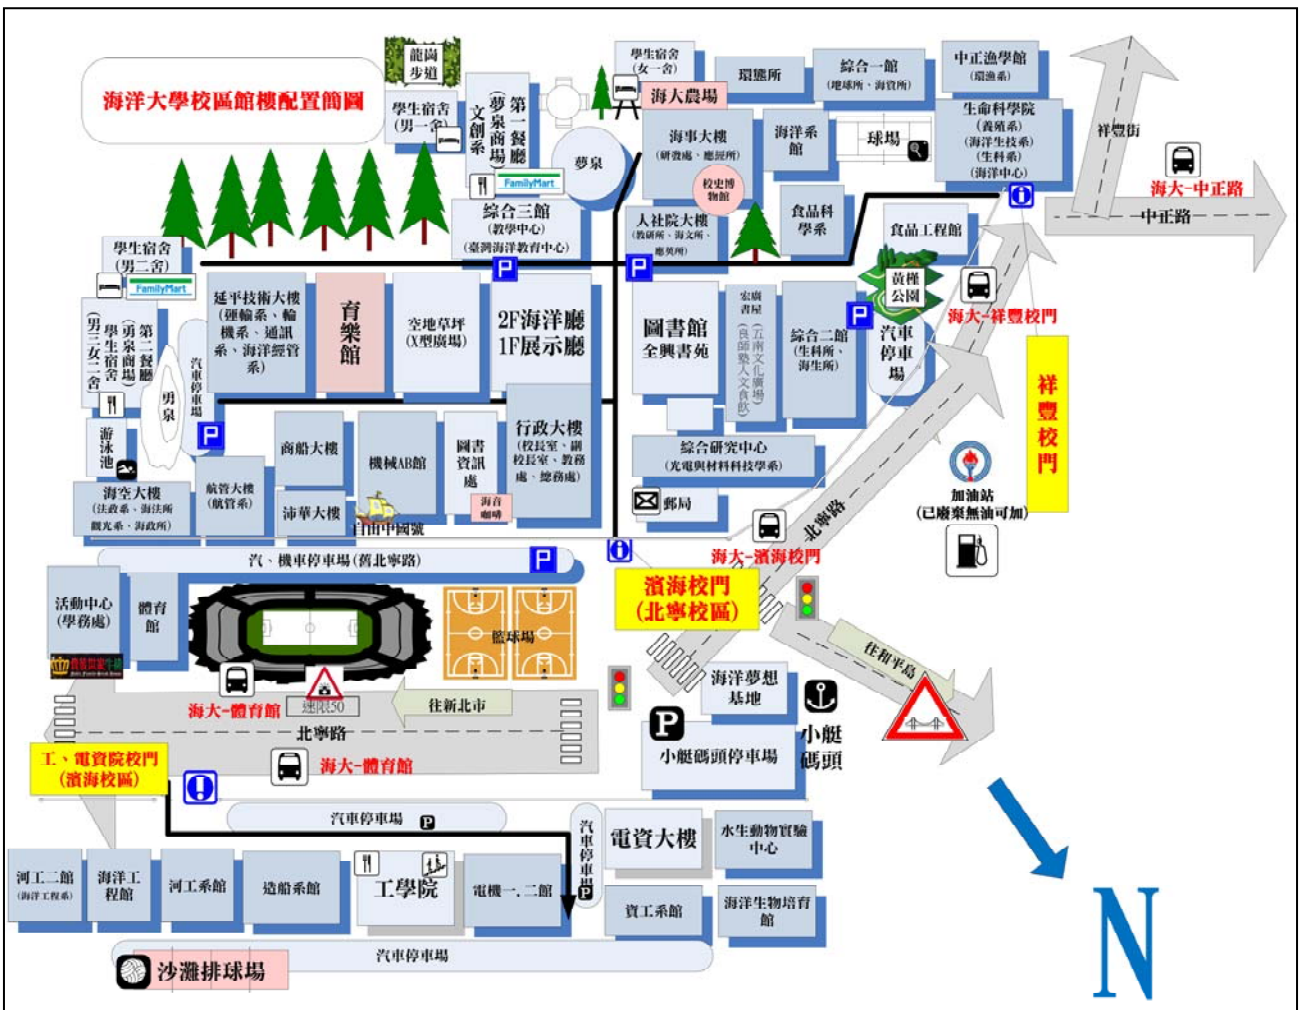 海洋大學校區館樓配置簡圖
龍崗
步道
學生宿舍
(男一舍)
第一餐廳
(夢泉商場)
文創系
FamilyMart
夢泉
綜合三館
(教學中心)
(臺灣海洋教育中心)
學生宿舍
(女一舍)
海大農場
環態所
綜合一館
(地球所、海資所)
中正漁學館
(環漁系)
海事大樓
(研發處、應經所)
校史博
物館
海洋系
館
球場
生命科學院
(養殖系)
(海洋生技系)
(生科系)
(海洋中心)
人社院大樓
(教研所、海文所、
應英所)
食品科
學系
食品工程館
祥豐街
海大-中正路
中正路
學生宿舍
(男二舍)
FamilyMart
第二餐廳
(勇泉商場)
學生宿舍
(男三女二舍)
勇泉
汽車停車場
延平技術大樓
(運輸系、輪
機系、通訊
系、海洋經管
系)
育
樂
館
空地草坪
(X型廣場)
2F海洋廳
1F展示廳
P
P
圖書館
全興書苑
宏廣
書屋
(五南文化廣場)
(良師塾人文食飲)
綜合二館
(生科所、
海生所)
P
黃槿
公園
汽車
停車
場
海大-祥豐校門
祥
豐
校
門
游
泳
池
P
海空大樓
(法政系、海法所
觀光系、海政所)
航管大樓
(航管系)
商船大樓
沛華大樓
機械AB館
自由中國號
圖書
資訊
處
海音
咖啡
行政大樓
(校長室、副
校長室、教務
處、總務處)
綜合研究中心
(光電與材料科技學系)
郵局
北寧路
海大-濱海校門
加油站
(已廢棄無油可加)
汽、機車停車場(舊北寧路)
P
濱海校門
(北寧校區)
活動中心
(學務處)
體育
館
籃球場
往和平島
海大-體育館
速限50
往新北市
北寧路
海大-體育館
海洋夢想
基地
P
小艇碼頭停車場
小艇
碼頭
工、電資院校門
(濱海校區)
汽車停車場
P
汽車停車場
P
電資大樓
水生動物實驗
中心
河工二館
(海洋工程系)
海洋工
程館
河工系館
造船系館
工學院
電機一.二館
資工系館
海洋生物培育
館
汽車停車場
沙灘排球場
N